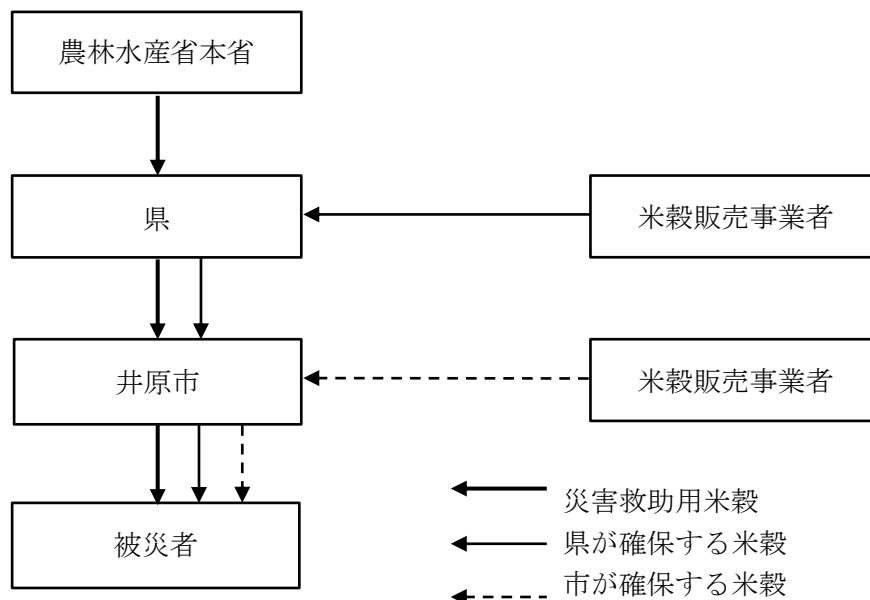 農林水産省本省
県
米穀販売事業者
井原市
米穀販売事業者
被災者
災害救助用米穀
県が確保する米穀
市が確保する米穀